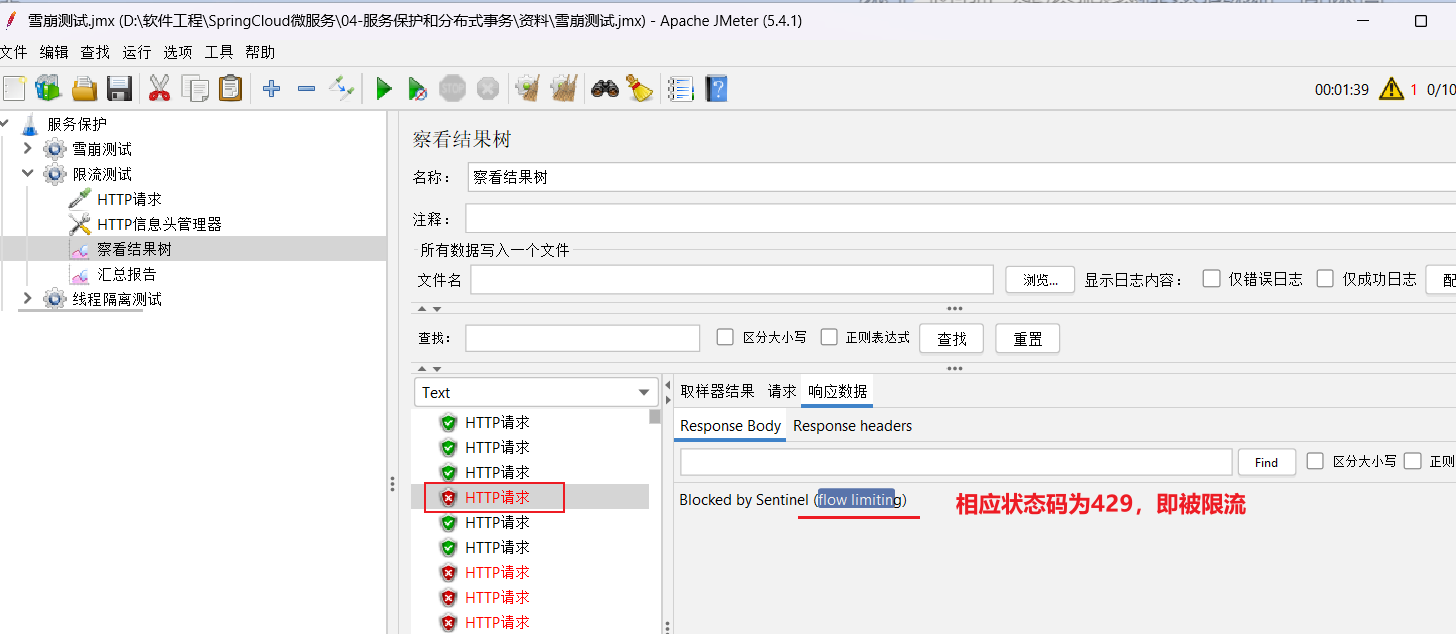 雪崩测试.jmx (D:\软件工程\SpringCloud微服务\04-服务保护和分布式事务\资料\雪崩测试.jmx) - Apache JMeter (5.4.1)
文件 编辑 查找 运行 选项 工具 帮助
STOP
00:01:39 1 0/10
服务保护
雪崩测试
限流测试
HTTP请求
HTTP信息头管理器
察看结果树
汇总报告
线程隔离测试
察看结果树
名称： 察看结果树
注释：
所有数据写入一个文件
文件名 浏览... 显示日志内容： 仅错误日志 仅成功日志 配
查找： 区分大小写 正则表达式 查找 重置
Text
取样器结果 请求 响应数据
HTTP请求
HTTP请求
HTTP请求
HTTP请求
HTTP请求
HTTP请求
HTTP请求
HTTP请求
HTTP请求
Response Body Response headers
Find 区分大小写 正则
Blocked by Sentinel (flow limiting) 相应状态码为429，即被限流